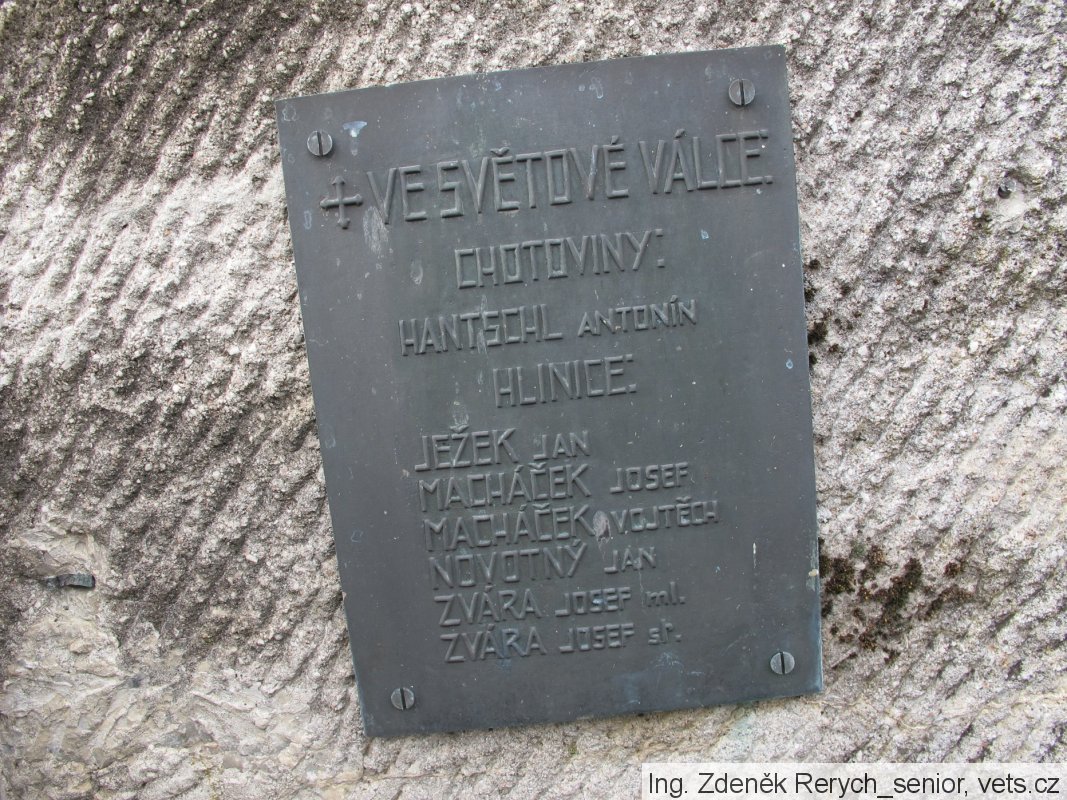 VE SVĚTOVÉ VÁLCE:
CHOTOVINY:
HANTSCHL ANTONÍN
HLINICE:
JEŽEK JAN
MACHÁČEK JOSEF
MACHÁČEK VOJTĚCH
NOVOTNÝ JAN
ZVÁRA JOSEF ml.
ZVÁRA JOSEF st.
Ing. Zdeněk Rerych_senior, vets.cz